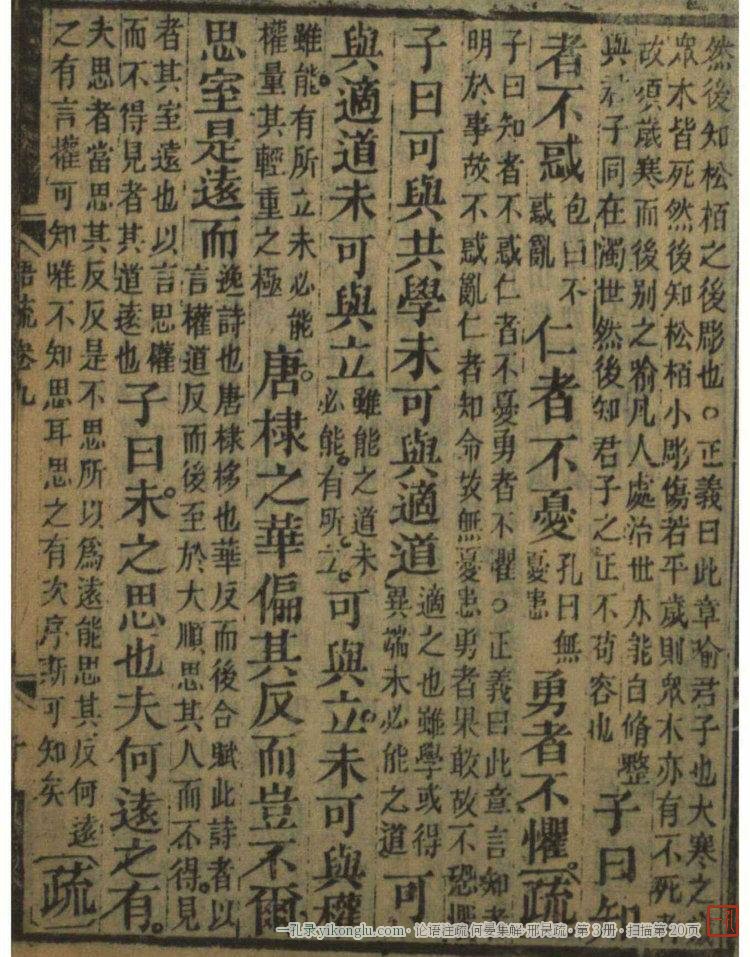 然後知松栢之後彫也○正義曰此章喻君子也大寒之歲
眾木皆死然後知松栢小彫傷若平歲則眾木亦有不死
故須歲寒而後別之喻凡人處治世亦能自脩整
與君子同在濁世然後知君子之正不苟容也
子曰知
者不惑
包曰不
惑亂
仁者不憂
孔曰無
憂患
勇者不懼
疏
子曰知者不惑仁者不憂勇者不懼○正義曰此章言知者
明於事故不惑亂仁者知命故無憂患勇者果敢故不恐懼
子曰可與共學未可與適道
適之也雖學或得
異端未必能之道
可
與適道未可與立
雖能之道未
必能有所立
可與立未可與權
雖能有所立未必能
權量其輕重之極
唐棣之華偏其反而豈不爾
思室是遠而
逸詩也唐棣栘也華反而後合賦此詩者以
言權道反而後至於大順思其人而不得見
者其室遠也以言思權
而不得見者其道遠也
子曰未之思也夫何遠之有
夫思者當思其反反是不思所以爲遠能思其反何遠
之有言權可知唯不知思耳思之有次序斯可知矣
疏
語疏卷九
一孔录yikonglu.com·论语注疏·何晏集解·邢昺疏·第3册·扫描第20页